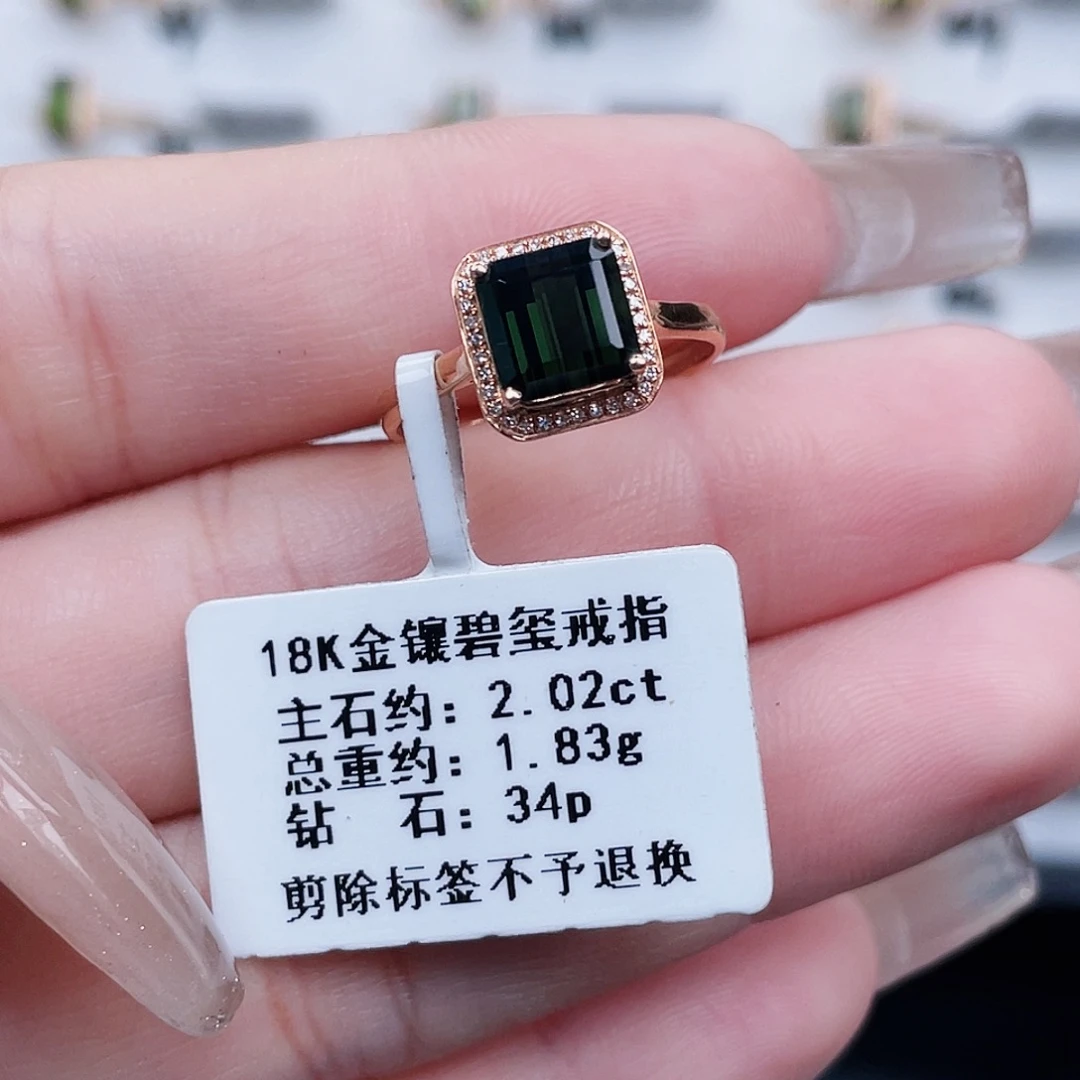 18K金镶碧玺戒指
主石约：2.02ct
总重约：1.83g
钻　石：34p
剪除标签不予退换